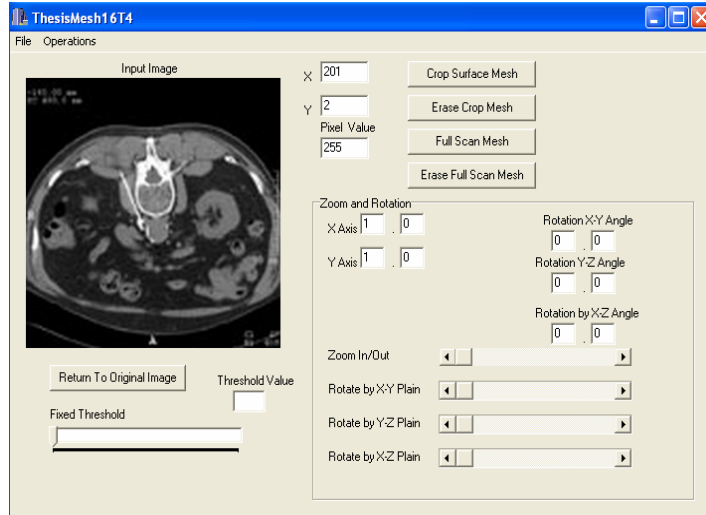 ThesisMesh16T4
File Operations
Input Image
X 201
Y 2
Pixel Value
255
Crop Surface Mesh
Erase Crop Mesh
Full Scan Mesh
Erase Full Scan Mesh
Zoom and Rotation
X Axis 1 . 0
Y Axis 1 . 0
Rotation X-Y Angle
0 . 0
Rotation Y-Z Angle
0 . 0
Rotation by X-Z Angle
0 . 0
Zoom In/Out
Rotate by X-Y Plain
Rotate by Y-Z Plain
Rotate by X-Z Plain
Return To Original Image
Threshold Value
Fixed Threshold